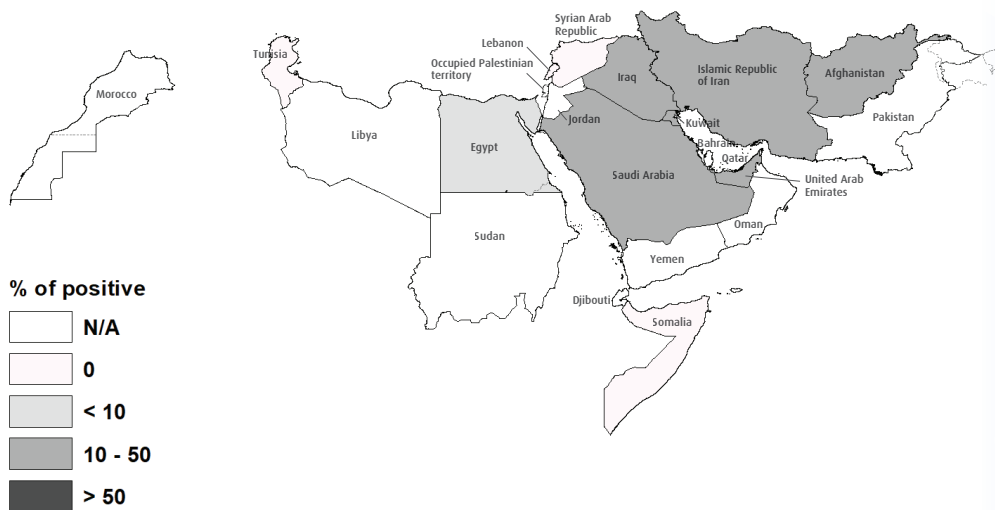 Syrian Arab
Republic
Lebanon
Tunisia
Occupied Palestinian
territory
Iraq
Islamic Republic
of Iran
Afghanistan
Morocco
Pakistan
Jordan
Kuwait
Libya
Egypt
Bahrain
Qatar
Saudi Arabia
United Arab
Emirates
Oman
Sudan
Yemen
Djibouti
Somalia
% of positive
N/A
0
< 10
10 - 50
> 50